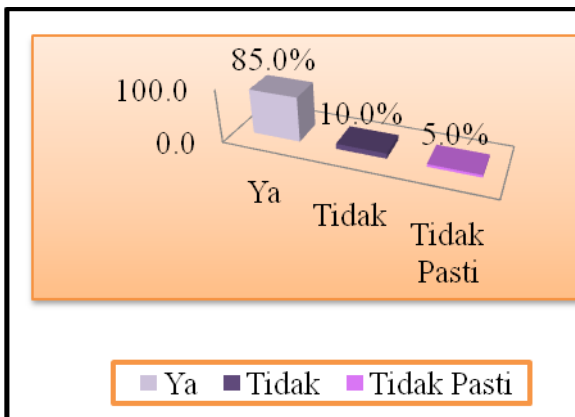 85.0%
100.0
10.0%
5.0%
0.0
Ya
Tidak
Tidak
Pasti
Ya Tidak Tidak Pasti